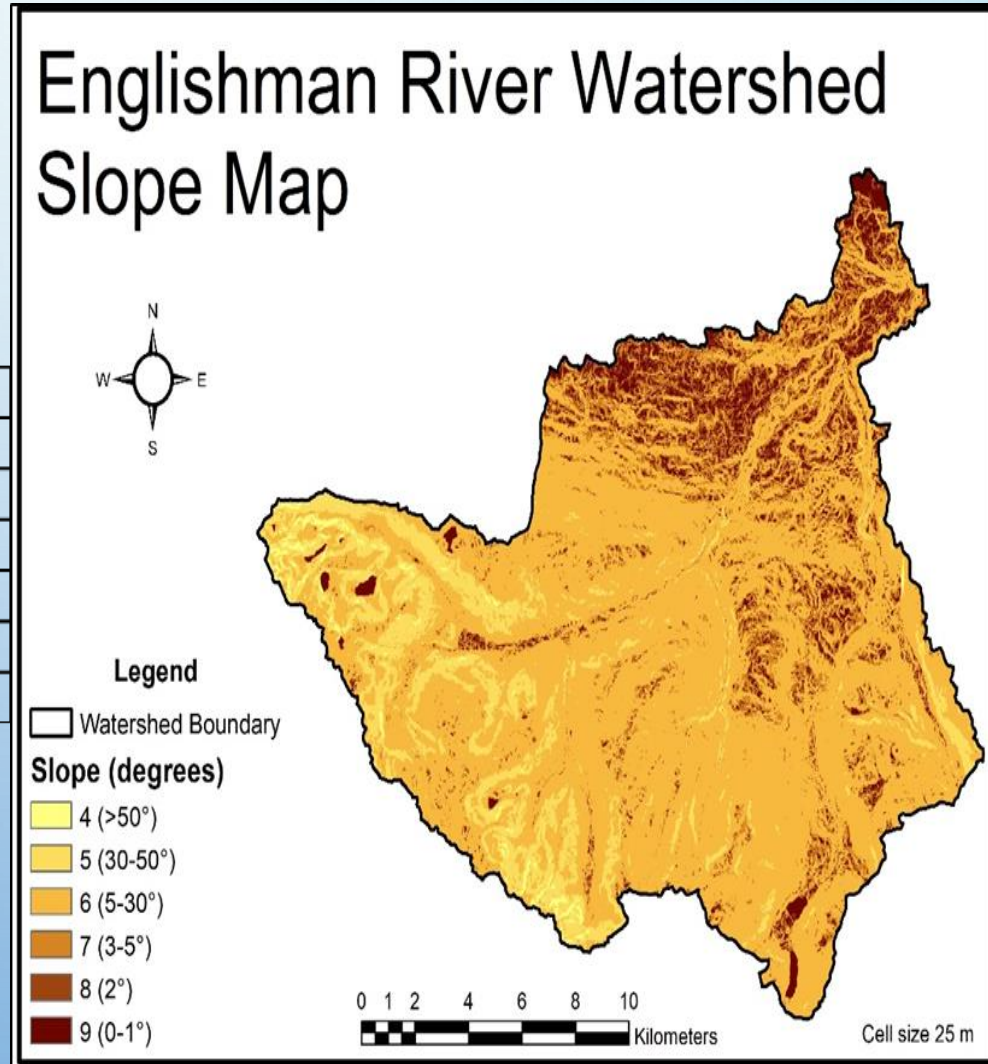 Englishman River Watershed
Slope Map
N
W E
S
Legend
Watershed Boundary
Slope (degrees)
4 (>50°)
5 (30-50°)
6 (5-30°)
7 (3-5°)
8 (2°)
9 (0-1°)
0 1 2 4 6 8 10
Kilometers
Cell size 25 m